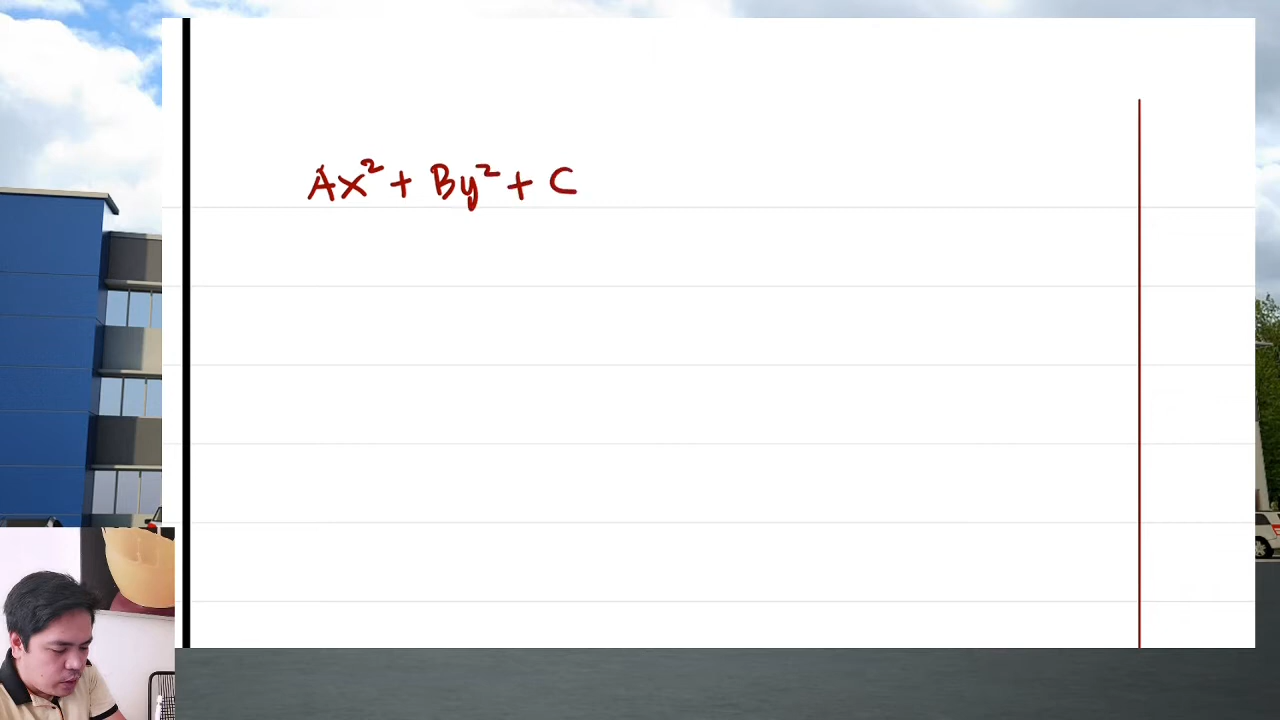 Ax² + By² + C